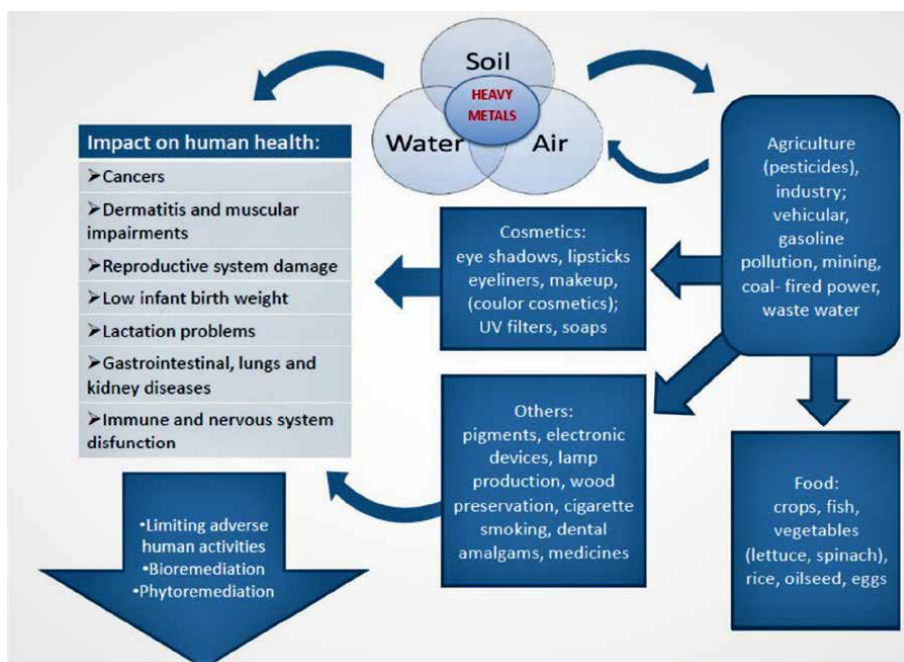 Soil
HEAVY
METALS
Water
Air
Impact on human health:
➢Cancers
➢Dermatitis and muscular
impairments
➢Reproductive system damage
➢Low infant birth weight
➢Lactation problems
➢Gastrointestinal, lungs and
kidney diseases
➢Immune and nervous system
disfunction
•Limiting adverse
human activities
•Bioremediation
•Phytoremediation
Cosmetics:
eye shadows, lipsticks
eyeliners, makeup,
(coulor cosmetics);
UV filters, soaps
Others:
pigments, electronic
devices, lamp
production, wood
preservation, cigarette
smoking, dental
amalgams, medicines
Agriculture
(pesticides),
industry;
vehicular,
gasoline
pollution, mining,
coal- fired power,
waste water
Food:
crops, fish,
vegetables
(lettuce, spinach),
rice, oilseed, eggs